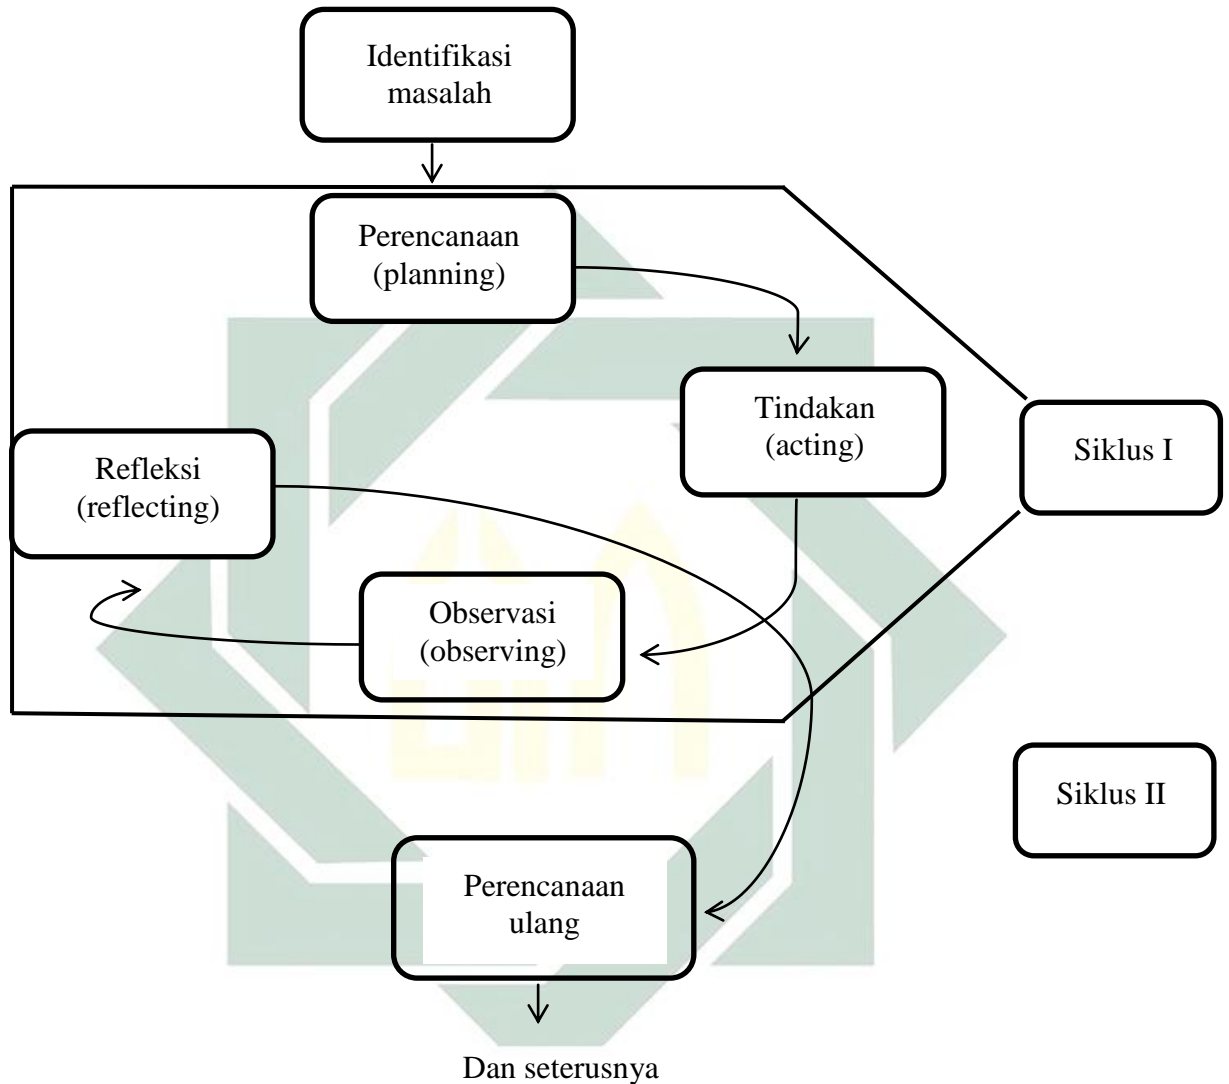 Identifikasi
masalah
Perencanaan
(planning)
Tindakan
(acting)
Siklus I
Refleksi
(reflecting)
Observasi
(observing)
Siklus II
Perencanaan
ulang
Dan seterusnya